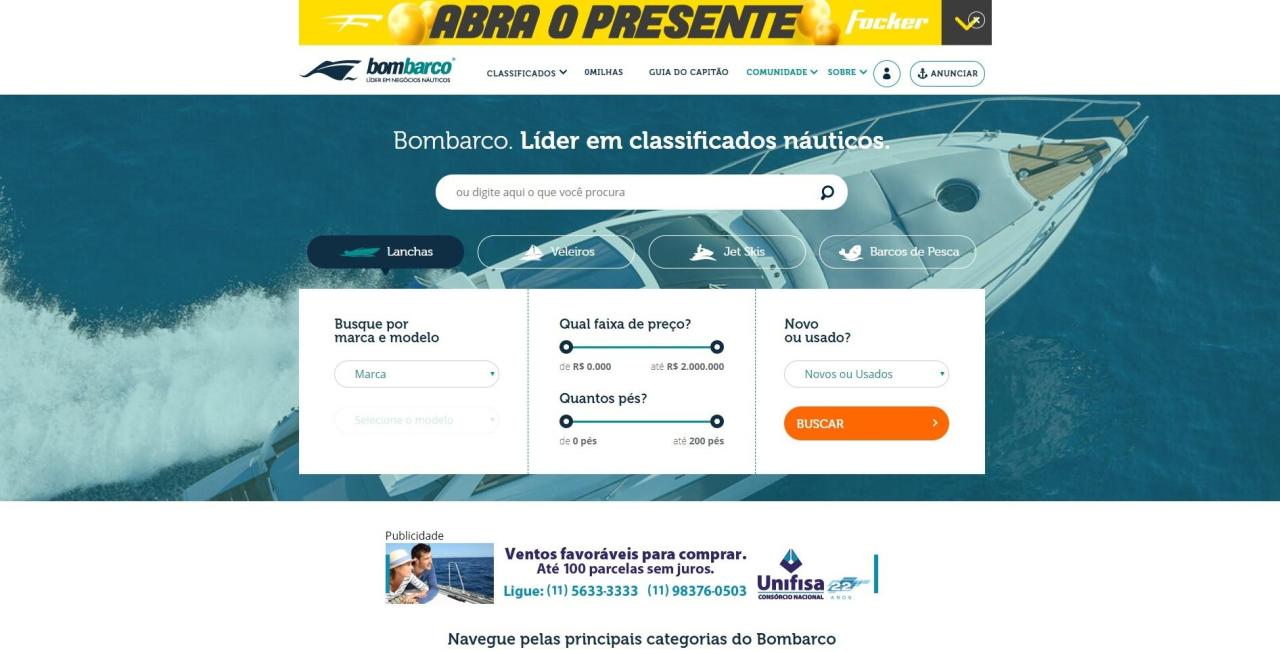 ABRA O PRESENTE
Focker
bombarco
LÍDER EM NEGÓCIOS NÁUTICOS
CLASSIFICADOS
0MILHAS
GUIA DO CAPITÃO
COMUNIDADE
SOBRE
ANUNCIAR
Bombarco. Líder em classificados náuticos.
ou digite aqui o que você procura
Lanchas
Veleiros
Jet Skis
Barcos de Pesca
Busque por
marca e modelo
Marca
Selecione o modelo
Qual faixa de preço?
de R$ 0.000
até R$ 2.000.000
Quantos pés?
de 0 pés
até 200 pés
Novo
ou usado?
Novos ou Usados
BUSCAR
Publicidade
Ventos favoráveis para comprar.
Até 100 parcelas sem juros.
Ligue: (11) 5633-3333 (11) 98376-0503
Unifisa
CONSÓRCIO NACIONAL
22
ANOS
Navegue pelas principais categorias do Bombarco